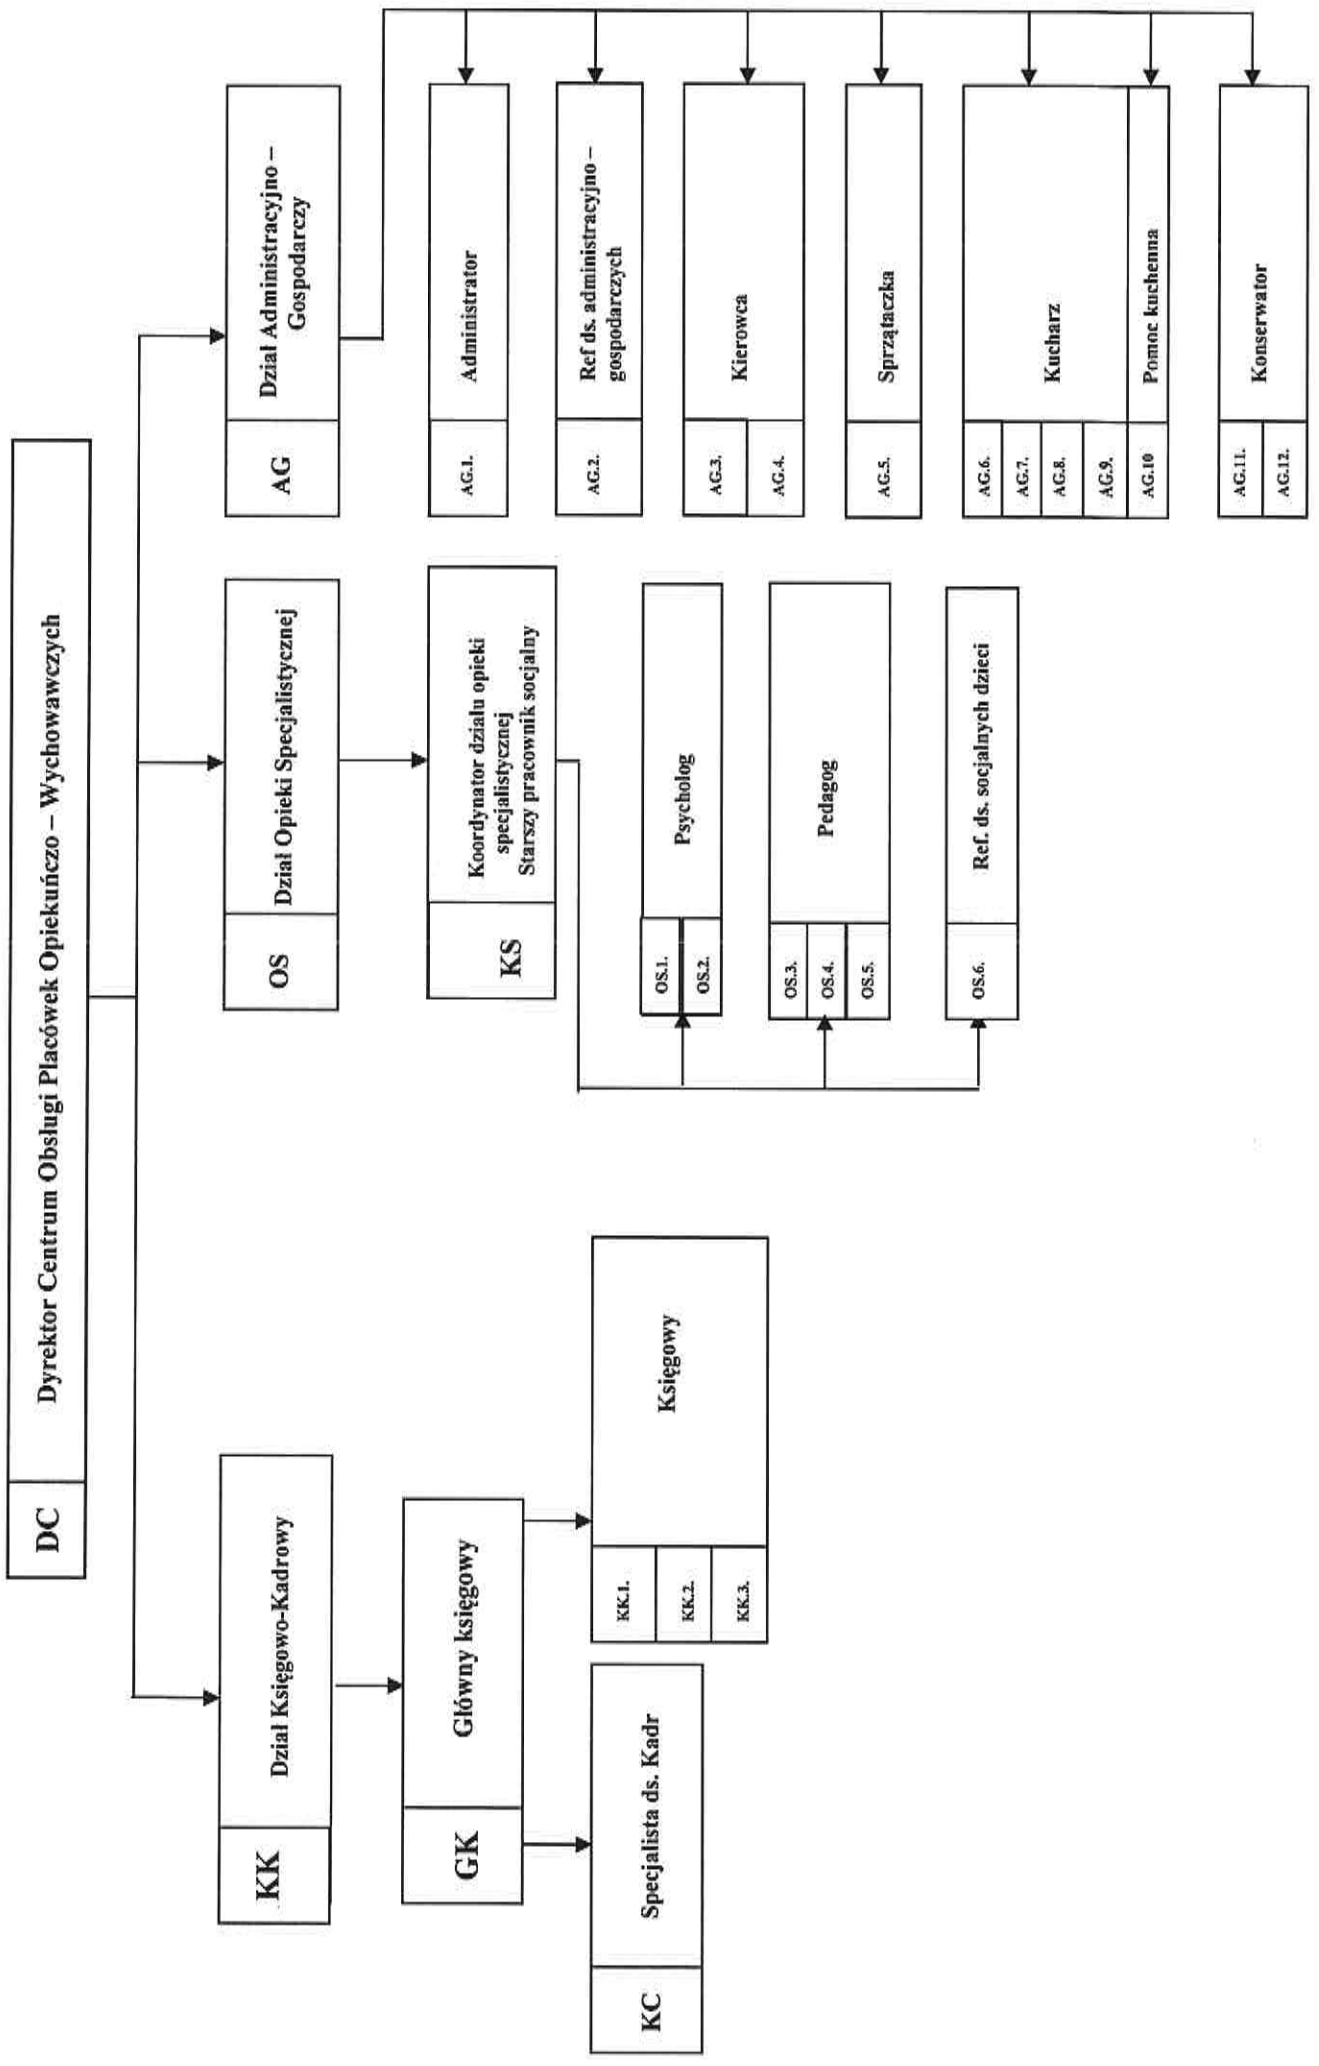 DC
Dyrektor Centrum Obsługi Placówek Opiekuńczo – Wychowawczych
KK
Dział Księgowo-Kadrowy
GK
Główny księgowy
KC
Specjalista ds. Kadr
KK.1.
KK.2.
KK.3.
Księgowy
OS
Dział Opieki Specjalistycznej
KS
Koordynator działu opieki
specjalistycznej
Starszy pracownik socjalny
OS.1.
OS.2.
Psycholog
OS.3.
OS.4.
OS.5.
Pedagog
OS.6.
Ref. ds. socjalnych dzieci
AG
Dział Administracyjno –
Gospodarczy
AG.1.
Administrator
AG.2.
Ref ds. administracyjno –
gospodarczych
AG.3.
AG.4.
Kierowca
AG.5.
Sprzątaczka
AG.6.
AG.7.
AG.8.
AG.9.
Kucharz
AG.10
Pomoc kuchenna
AG.11.
AG.12.
Konserwator